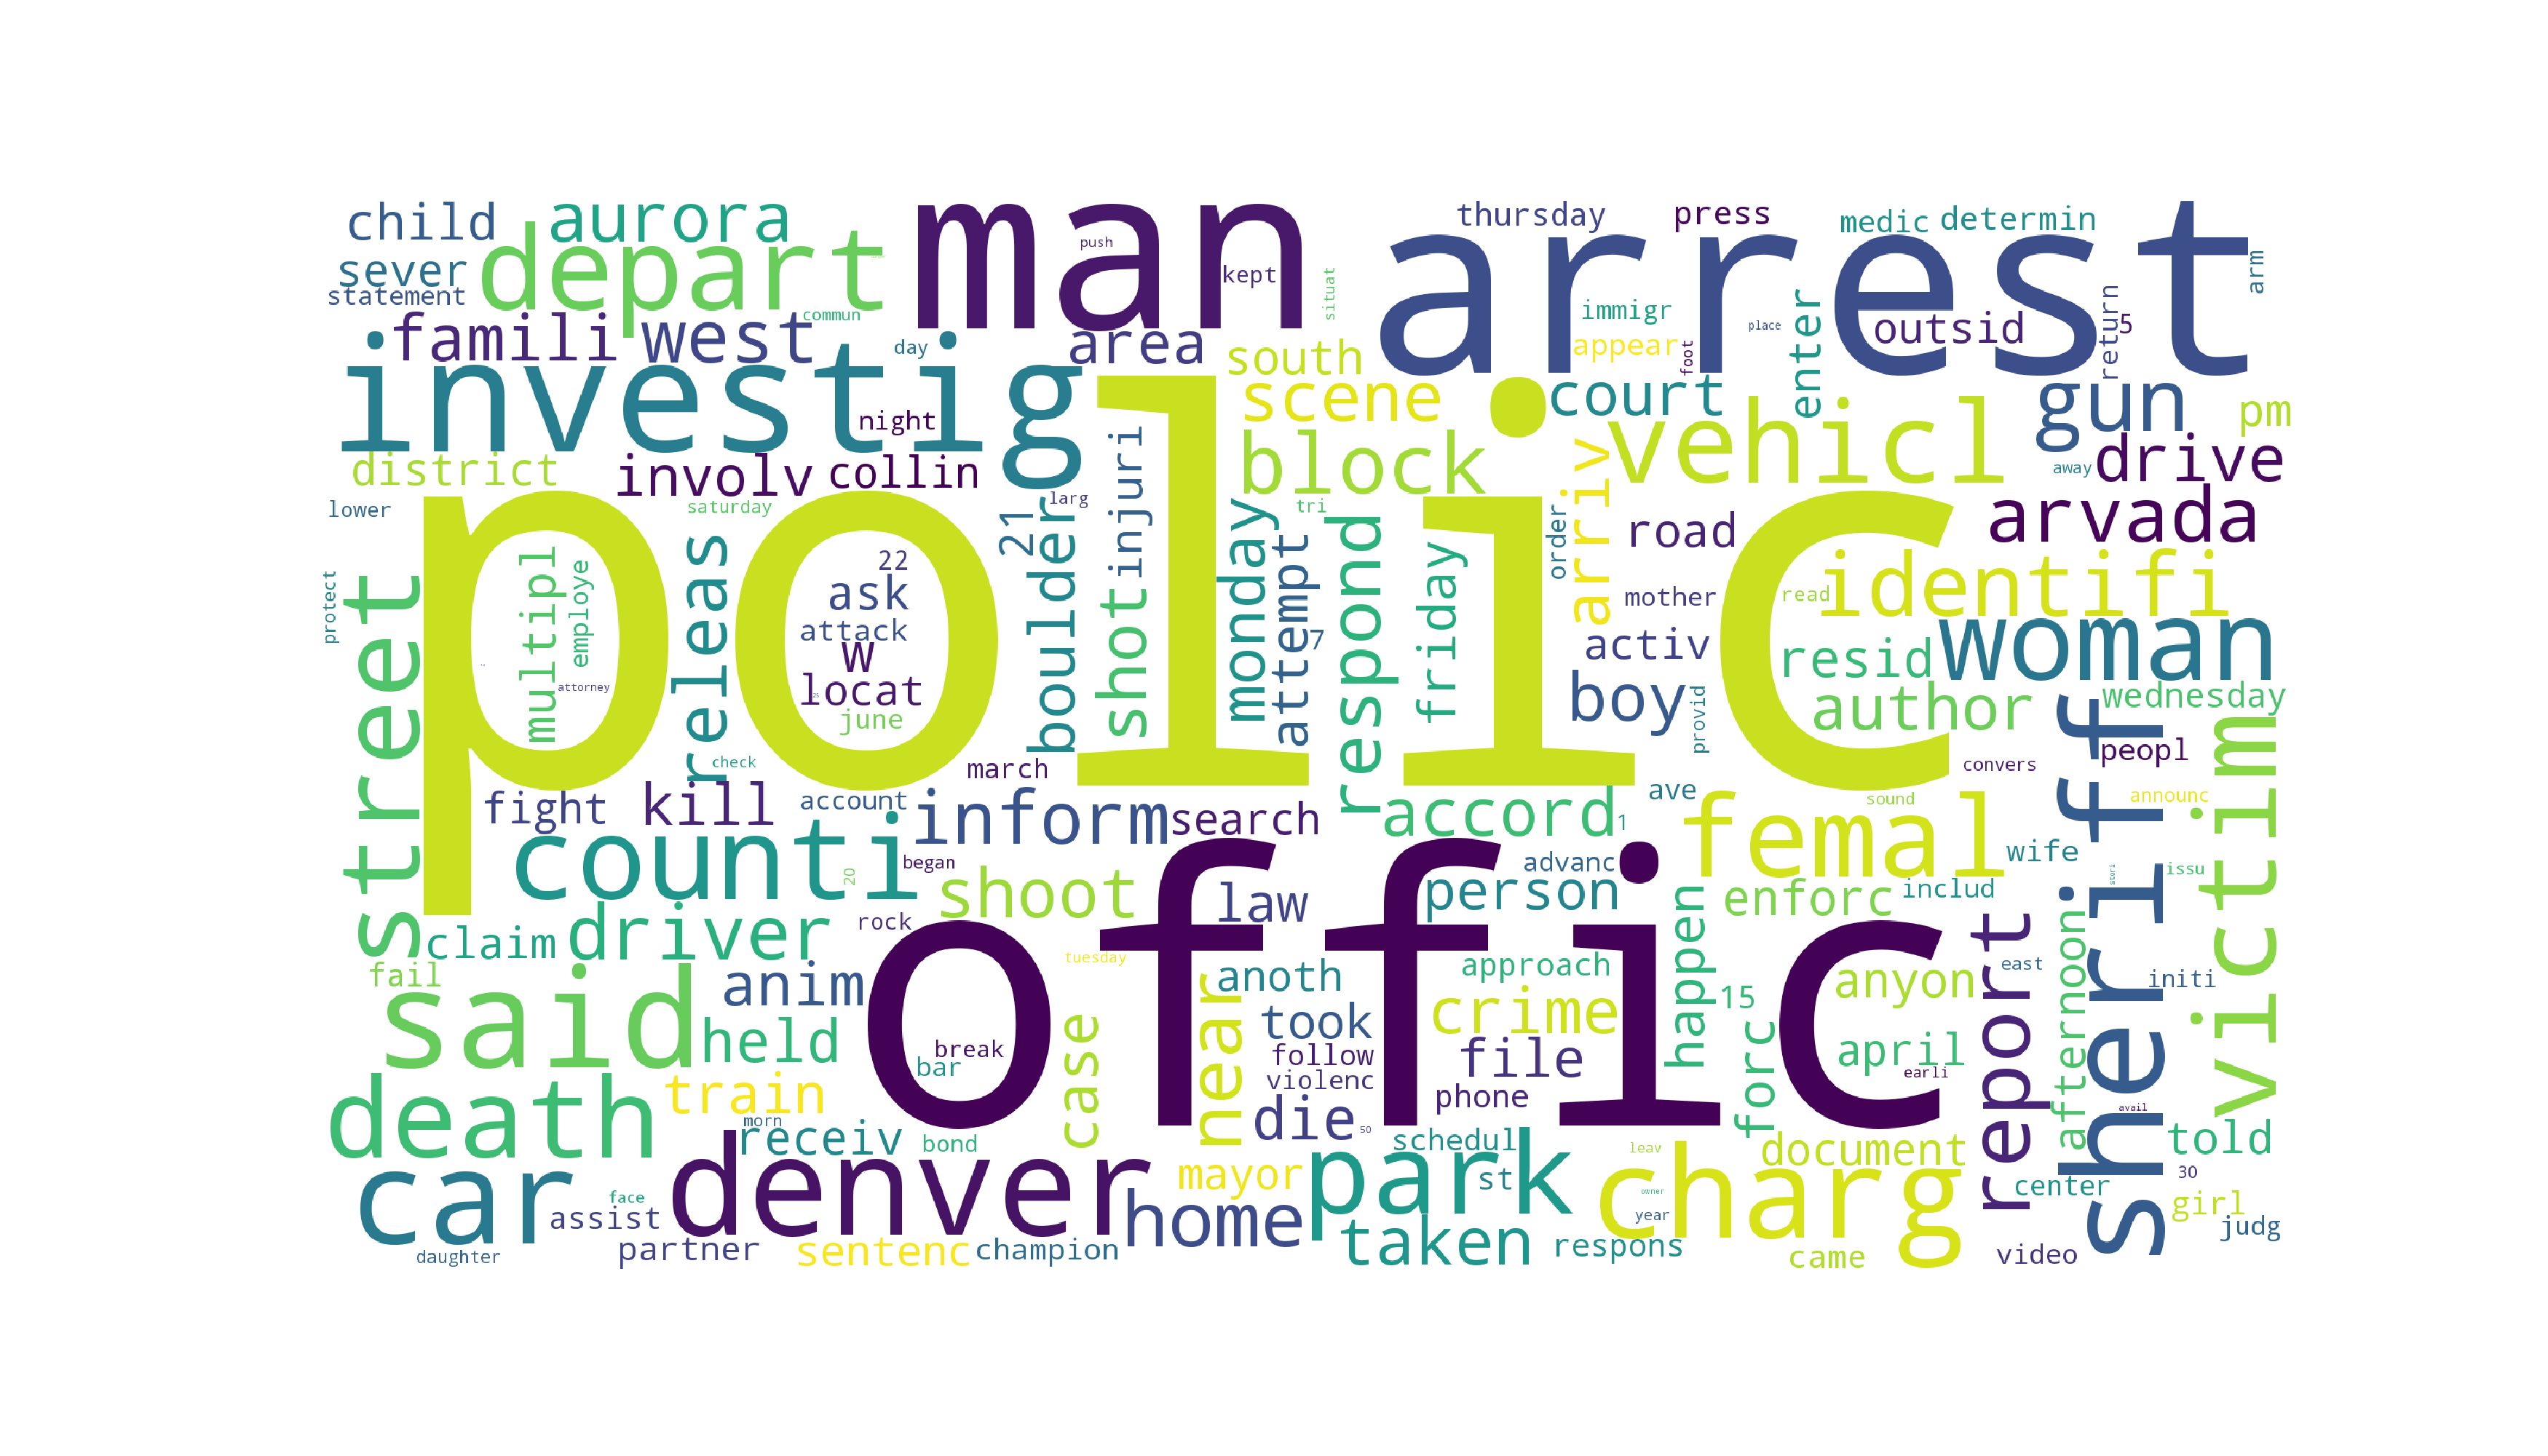 child
aurora
man
arrest
thursday
press
medic
determin
sever
depart
push
kept
situat
arm
statement
commun
immigr
place
enter
outsid
5
return
famili
west
day
area
south
appear
foot
investig
night
scene
court
vehicl
gun
pm
district
involv
collin
block
away
drive
lower
saturday
larg
tri
arvada
polic
21
boulder
injuri
shot
monday
attempt
7
respond
friday
order
arriv
road
identifi
protect
street
multipl
employe
releas
22
ask
attack
w
locat
june
attorney
mother
read
activ
resid
woman
boy
author
wednesday
provid
check
march
peopl
convers
fight
kill
account
inform
search
accord
1
ave
sound
announc
femal
sheriff
victim
counti
20
began
shoot
law
advanc
person
wife
issu
enforc
includ
offic
claim
driver
rock
tuesday
happen
report
afternoon
fail
said
anim
anoth
approach
anyon
east
initi
held
near
took
crime
15
break
bar
case
follow
file
forc
april
earli
death
train
violenc
phone
avail
morn
receiv
bond
die
50
schedul
leav
document
told
car
denver
mayor
park
st
charg
owner
center
30
face
assist
home
year
girl
judg
daughter
partner
sentenc
champion
taken
respons
came
video